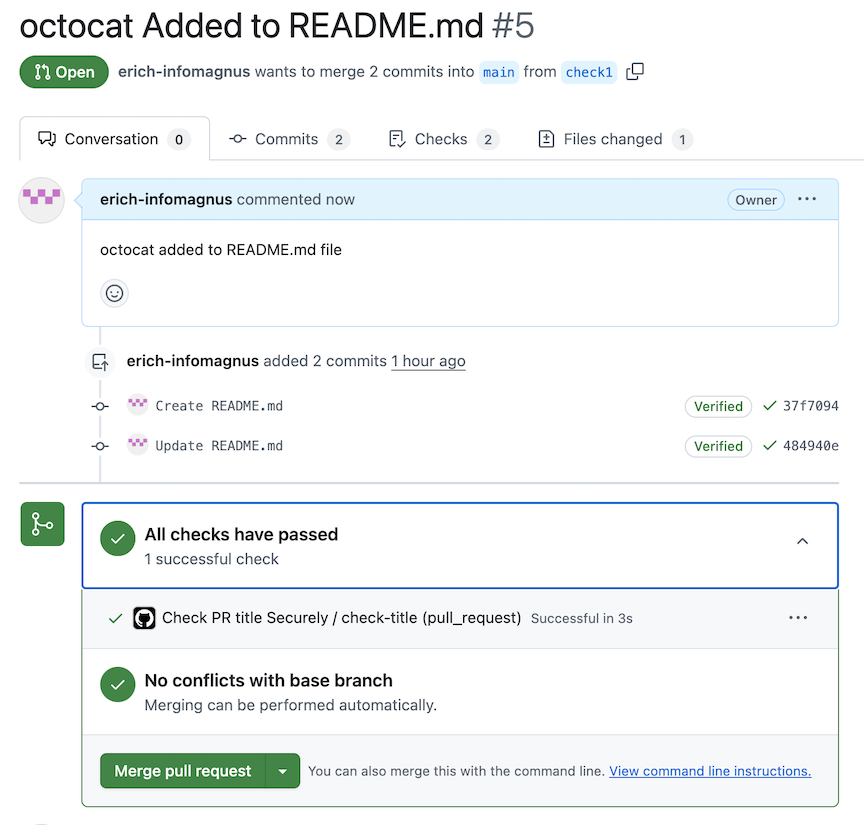 octocat Added to README.md #5
Open erich-infomagnus wants to merge 2 commits into main from check1
Conversation 0 Commits 2 Checks 2 Files changed 1
erich-infomagnus commented now Owner
octocat added to README.md file
erich-infomagnus added 2 commits 1 hour ago
Create README.md Verified 37f7094
Update README.md Verified 484940e
All checks have passed
1 successful check
Check PR title Securely / check-title (pull_request) Successful in 3s
No conflicts with base branch
Merging can be performed automatically.
Merge pull request You can also merge this with the command line. View command line instructions.